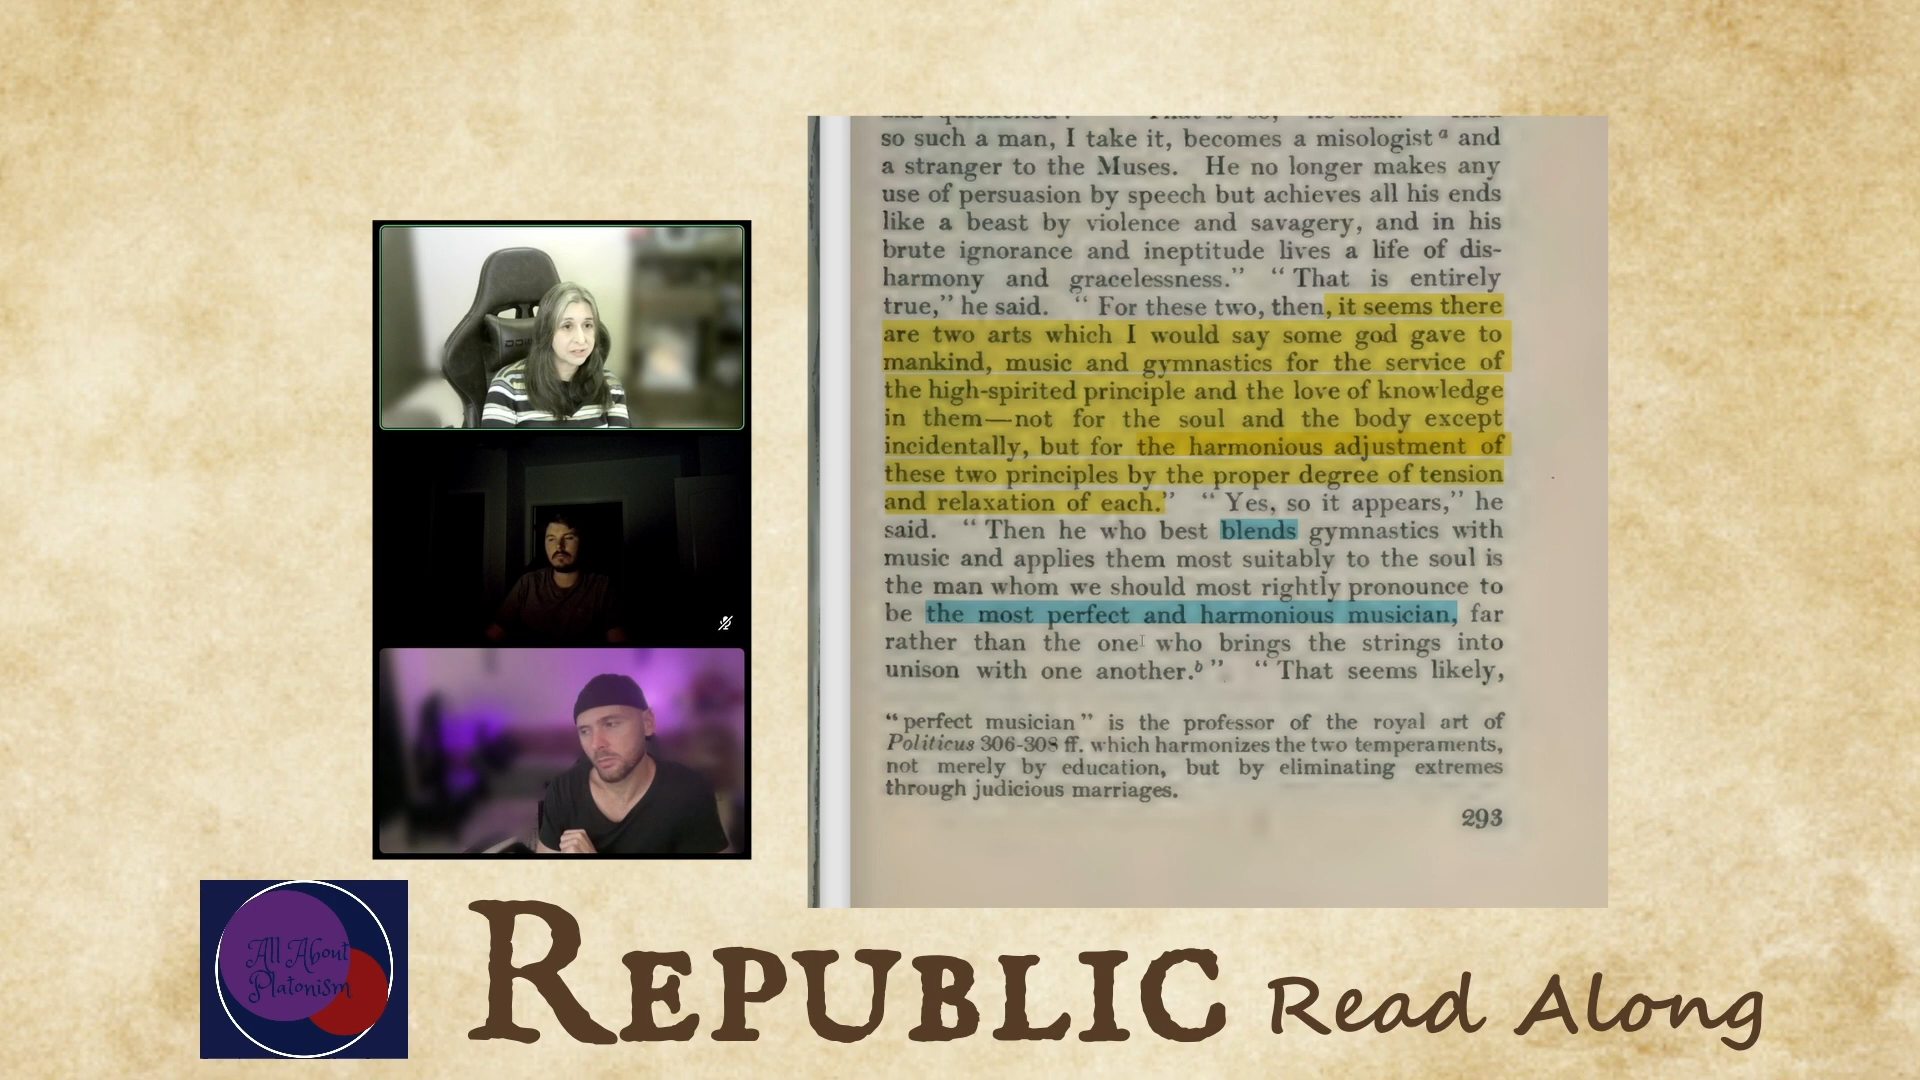 so such a man, I take it, becomes a misologist a and
a stranger to the Muses. He no longer makes any
use of persuasion by speech but achieves all his ends
like a beast by violence and savagery, and in his
brute ignorance and ineptitude lives a life of dis-
harmony and gracelessness.” “ That is entirely
true,” he said. “ For these two, then, it seems there
are two arts which I would say some god gave to
mankind, music and gymnastics for the service of
the high-spirited principle and the love of knowledge
in them—not for the soul and the body except
incidentally, but for the harmonious adjustment of
these two principles by the proper degree of tension
and relaxation of each.” “ Yes, so it appears,” he
said. “ Then he who best blends gymnastics with
music and applies them most suitably to the soul is
the man whom we should most rightly pronounce to
be the most perfect and harmonious musician, far
rather than the one who brings the strings into
unison with one another.b ” “ That seems likely,
“ perfect musician ” is the professor of the royal art of
Politicus 306-308 ff. which harmonizes the two temperaments,
not merely by education, but by eliminating extremes
through judicious marriages.
293
All About
Platonism
REPUBLIC Read Along